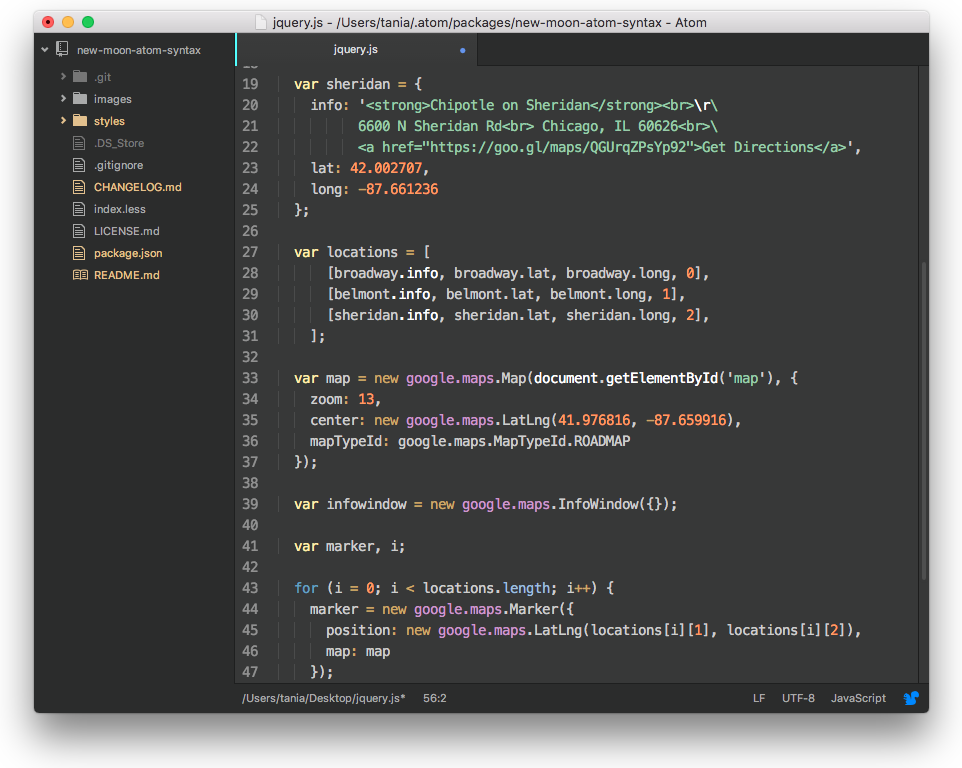 jquery.js - /Users/tania/.atom/packages/new-moon-atom-syntax - Atom
new-moon-atom-syntax
.git
images
styles
.DS_Store
.gitignore
CHANGELOG.md
index.less
LICENSE.md
package.json
README.md
jquery.js
18
19 var sheridan = {
20 info: '<strong>Chipotle on Sheridan</strong><br>\r\
21 6600 N Sheridan Rd<br> Chicago, IL 60626<br>\
22 <a href="https://goo.gl/maps/QGUrqZPsYp92">Get Directions</a>',
23 lat: 42.002707,
24 long: -87.661236
25 };
26
27 var locations = [
28 [broadway.info, broadway.lat, broadway.long, 0],
29 [belmont.info, belmont.lat, belmont.long, 1],
30 [sheridan.info, sheridan.lat, sheridan.long, 2],
31 ];
32
33 var map = new google.maps.Map(document.getElementById('map'), {
34 zoom: 13,
35 center: new google.maps.LatLng(41.976816, -87.659916),
36 mapTypeId: google.maps.MapTypeId.ROADMAP
37 });
38
39 var infowindow = new google.maps.InfoWindow({});
40
41 var marker, i;
42
43 for (i = 0; i < locations.length; i++) {
44 marker = new google.maps.Marker({
45 position: new google.maps.LatLng(locations[i][1], locations[i][2]),
46 map: map
47 });
/Users/tania/Desktop/jquery.js* 56:2 LF UTF-8 JavaScript